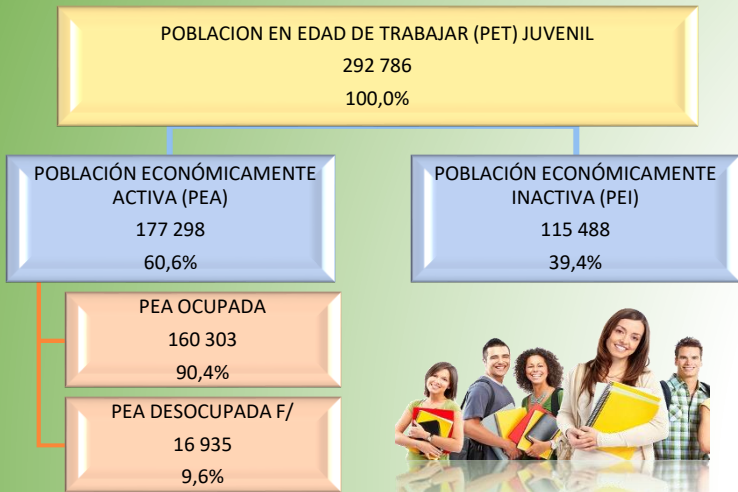 POBLACION EN EDAD DE TRABAJAR (PET) JUVENIL
292 786
100,0%
POBLACIÓN ECONÓMICAMENTE
ACTIVA (PEA)
177 298
60,6%
POBLACIÓN ECONÓMICAMENTE
INACTIVA (PEI)
115 488
39,4%
PEA OCUPADA
160 303
90,4%
PEA DESOCUPADA F/
16 935
9,6%